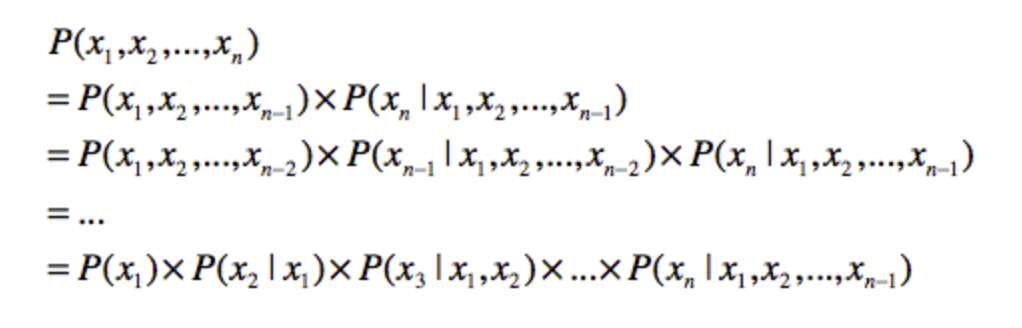 P(x₁,x₂,...,xₙ)
=P(x₁,x₂,...,xₙ₋₁)×P(xₙ|x₁,x₂,...,xₙ₋₁)
=P(x₁,x₂,...,xₙ₋₂)×P(xₙ₋₁|x₁,x₂,...,xₙ₋₂)×P(xₙ|x₁,x₂,...,xₙ₋₁)
=...
=P(x₁)×P(x₂|x₁)×P(x₃|x₁,x₂)×...×P(xₙ|x₁,x₂,...,xₙ₋₁)